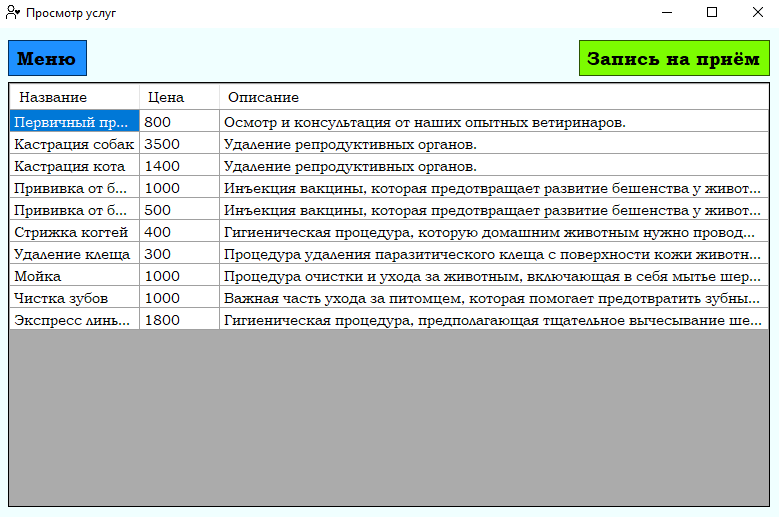 Просмотр услуг
Меню Запись на приём
Название Цена Описание
Первичный пр... 800 Осмотр и консультация от наших опытных ветиринаров.
Кастрация собак 3500 Удаление репродуктивных органов.
Кастрация кота 1400 Удаление репродуктивных органов.
Прививка от б... 1000 Инъекция вакцины, которая предотвращает развитие бешенства у живот...
Прививка от б... 500 Инъекция вакцины, которая предотвращает развитие бешенства у живот...
Стрижка когтей 400 Гигиеническая процедура, которую домашним животным нужно провод...
Удаление клеща 300 Процедура удаления паразитического клеща с поверхности кожи животн...
Мойка 1000 Процедура очистки и ухода за животным, включающая в себя мытье шер...
Чистка зубов 1000 Важная часть ухода за питомцем, которая помогает предотвратить зубны...
Экспресс линь... 1800 Гигиеническая процедура, предполагающая тщательное вычесывание ше...